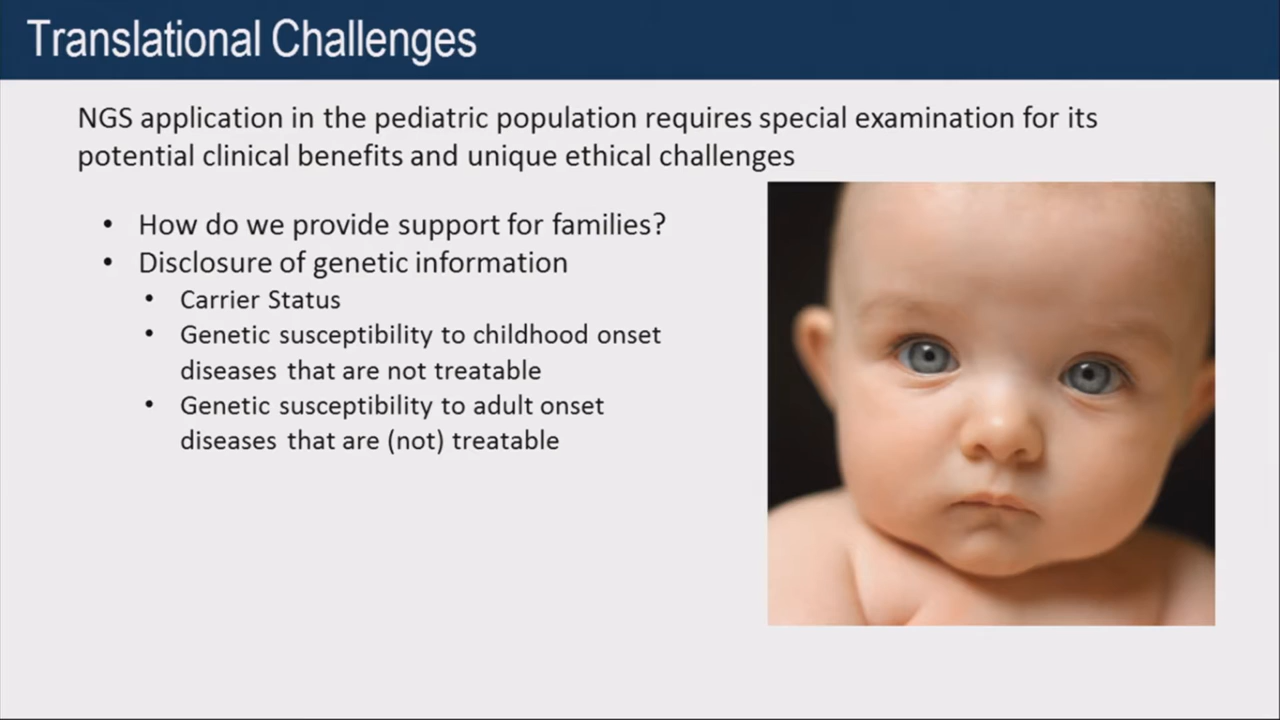 Translational Challenges
NGS application in the pediatric population requires special examination for its
potential clinical benefits and unique ethical challenges
• How do we provide support for families?
• Disclosure of genetic information
• Carrier Status
• Genetic susceptibility to childhood onset
diseases that are not treatable
• Genetic susceptibility to adult onset
diseases that are (not) treatable